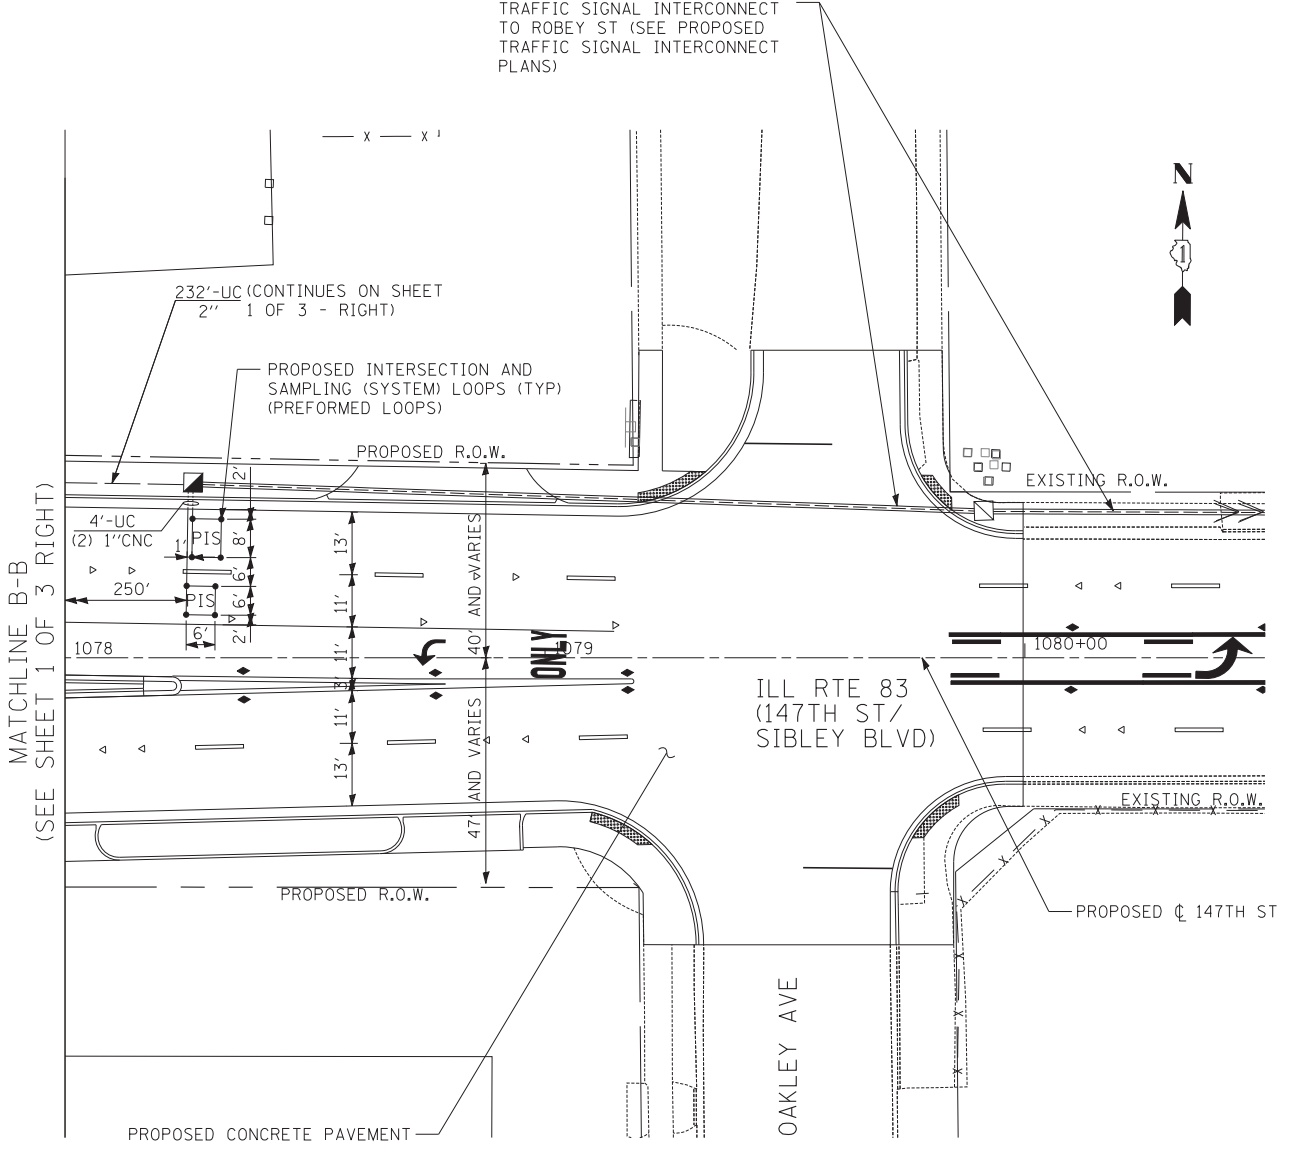 TRAFFIC SIGNAL INTERCONNECT
TO ROBEY ST (SEE PROPOSED
TRAFFIC SIGNAL INTERCONNECT
PLANS)
X
X
N
1
232'-UC (CONTINUES ON SHEET
2" 1 OF 3 - RIGHT)
PROPOSED INTERSECTION AND
SAMPLING (SYSTEM) LOOPS (TYP)
(PREFORMED LOOPS)
PROPOSED R.O.W.
EXISTING R.O.W.
2'
4'-UC
(2) 1"CNC
1'
PIS
8'
6'
250'
PIS
6'
6'
2'
13'
11'
11'
3'
11'
13'
40' AND VARIES
47' AND VARIES
1078
ONLY
1079
1080+00
MATCHLINE B-B
(SEE SHEET 1 OF 3 RIGHT)
ILL RTE 83
(147TH ST/
SIBLEY BLVD)
EXISTING R.O.W.
X
X
X
X
X
X
X
X
X
PROPOSED R.O.W.
PROPOSED ℄ 147TH ST
OAKLEY AVE
PROPOSED CONCRETE PAVEMENT